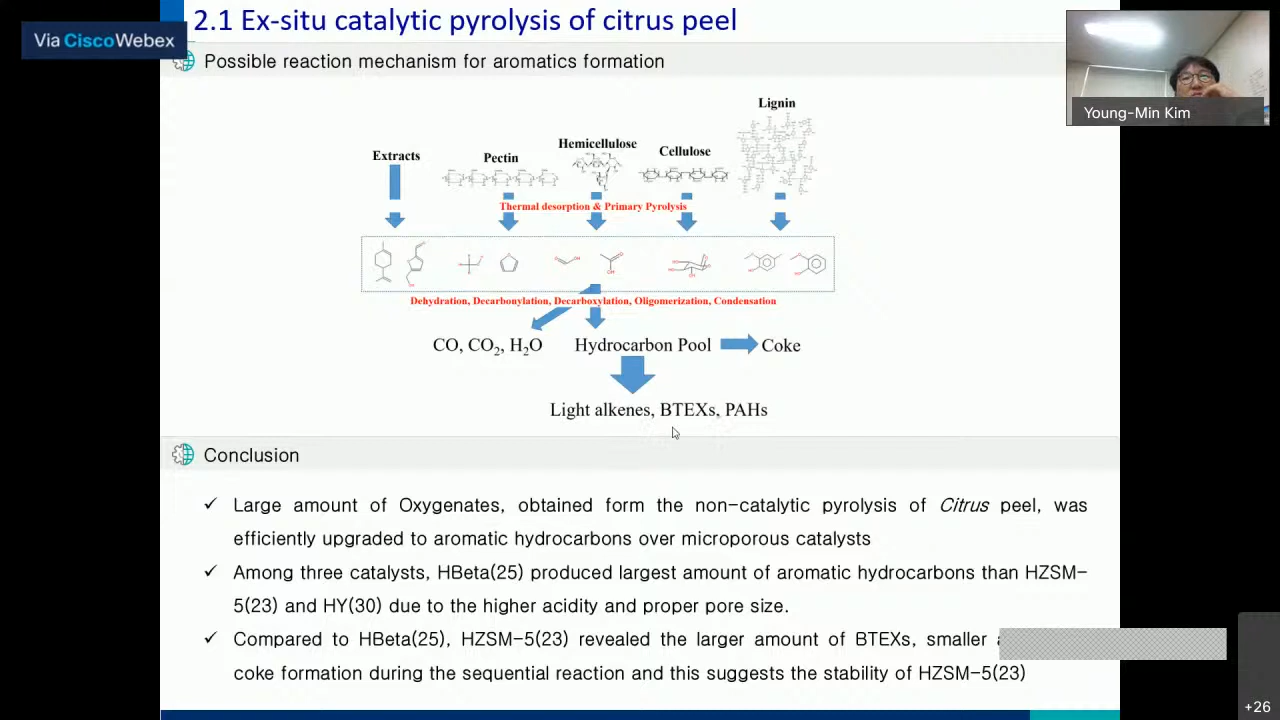 2.1 Ex-situ catalytic pyrolysis of citrus peel
Via Cisco Webex
Possible reaction mechanism for aromatics formation
Young-Min Kim
Lignin
Hemicellulose
Extracts
Pectin
Cellulose
Thermal desorption & Primary Pyrolysis
Dehydration, Decarbonylation, Decarboxylation, Oligomerization, Condensation
CO, CO2, H2O
Hydrocarbon Pool
Coke
Light alkenes, BTEXs, PAHs
Conclusion
✓ Large amount of Oxygenates, obtained form the non-catalytic pyrolysis of Citrus peel, was
efficiently upgraded to aromatic hydrocarbons over microporous catalysts
✓ Among three catalysts, HBeta(25) produced largest amount of aromatic hydrocarbons than HZSM-
5(23) and HY(30) due to the higher acidity and proper pore size.
✓ Compared to HBeta(25), HZSM-5(23) revealed the larger amount of BTEXs, smaller
coke formation during the sequential reaction and this suggests the stability of HZSM-5(23)
+26